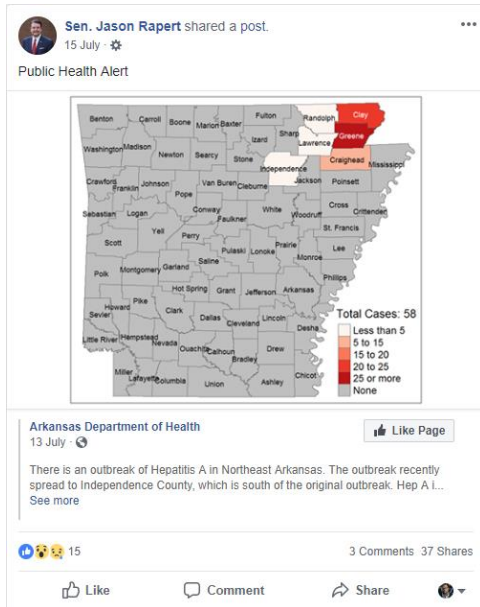 Sen. Jason Rapert shared a post.
15 July
Public Health Alert
Benton Carroll Boone Marion Baxter Fulton Randolph Clay
Izard Sharp Lawrence Greene
Washington Madison Newton Searcy Stone Independence Craighead Mississippi
Crawford Franklin Johnson Pope Van Buren Cleburne Jackson Poinsett
Sebastian Logan Conway Faulkner White Woodruff Cross Crittenden
Yell Perry St. Francis
Scott Saline Pulaski Lonoke Prairie Monroe Lee
Polk Montgomery Garland Phillips
Hot Spring Grant Jefferson Arkansas
Howard Pike Clark
Sevier Dallas Cleveland Lincoln Desha
Little River Hempstead Nevada Ouachita Calhoun Bradley Drew
Miller Lafayette Columbia Union Ashley Chicot
Total Cases: 58
Less than 5
5 to 15
15 to 20
20 to 25
25 or more
None
Arkansas Department of Health
Like Page
13 July
There is an outbreak of Hepatitis A in Northeast Arkansas. The outbreak recently
spread to Independence County, which is south of the original outbreak. Hep A i...
See more
15
3 Comments 37 Shares
Like Comment Share